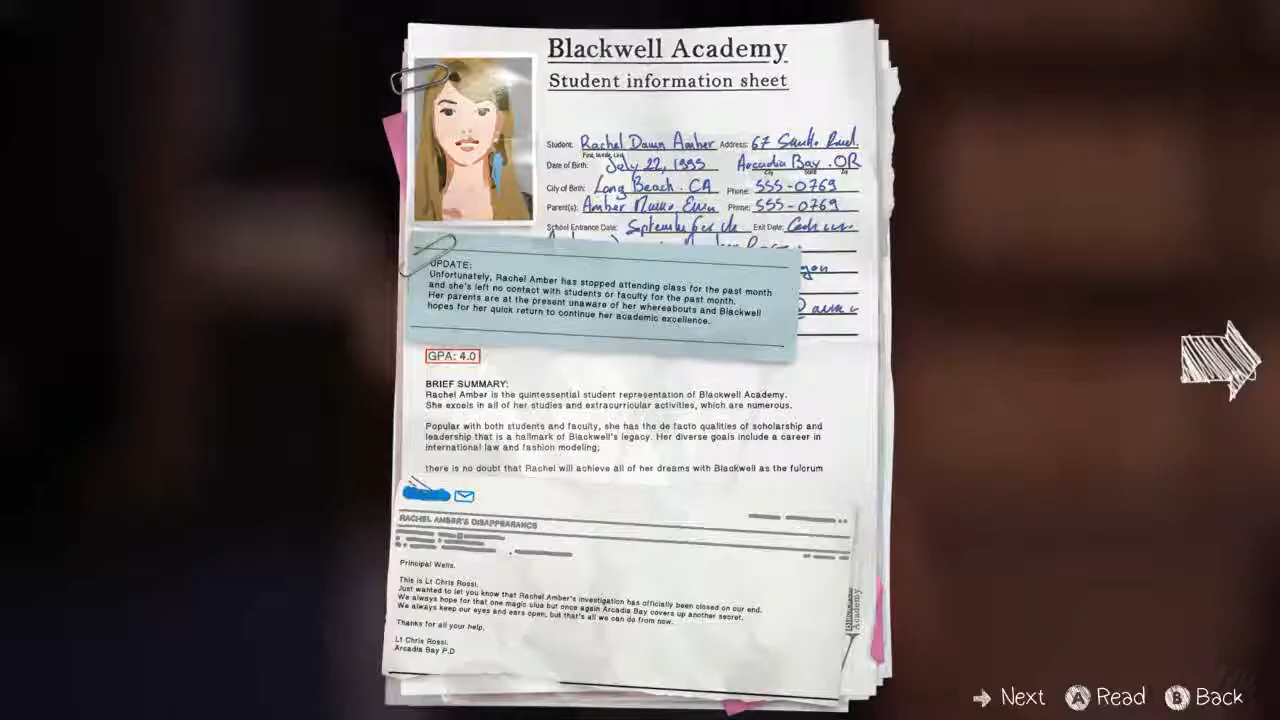 Blackwell Academy
Student information sheet
Student: Rachel Dawn Amber Address: 67
First, Middle, Last
Date of Birth: July 22, 1995 Arcadia Bay . OR
City State Zip
City of Birth: Long Beach . CA Phone: 555-0769
Parent(s): Amber Phone: 555-0769
School Entrance Date: Exit Date:
UPDATE:
Unfortunately, Rachel Amber has stopped attending class for the past month
and she's left no contact with students or faculty for the past month.
Her parents are at the present unaware of her whereabouts and Blackwell
hopes for her quick return to continue her academic excellence.
GPA: 4.0
BRIEF SUMMARY:
Rachel Amber is the quintessential student representation of Blackwell Academy.
She excels in all of her studies and extracurricular activities, which are numerous.
Popular with both students and faculty, she has the de facto qualities of scholarship and
leadership that is a hallmark of Blackwell's legacy. Her diverse goals include a career in
international law and fashion modeling;
there is no doubt that Rachel will achieve all of her dreams with Blackwell as the fulcrum
RACHEL AMBER'S DISAPPEARANCE
Principal Wells.
This is Lt Chris Rossi.
Just wanted to let you know that Rachel Amber's investigation has officially been closed on our end.
We always hope for that one magic clue but once again Arcadia Bay covers up another secret.
We always keep our eyes and ears open, but that's all we can do from now.
Thanks for all your help.
Lt Chris Rossi.
Arcadia Bay P.D
Academy
Next A Read B Back